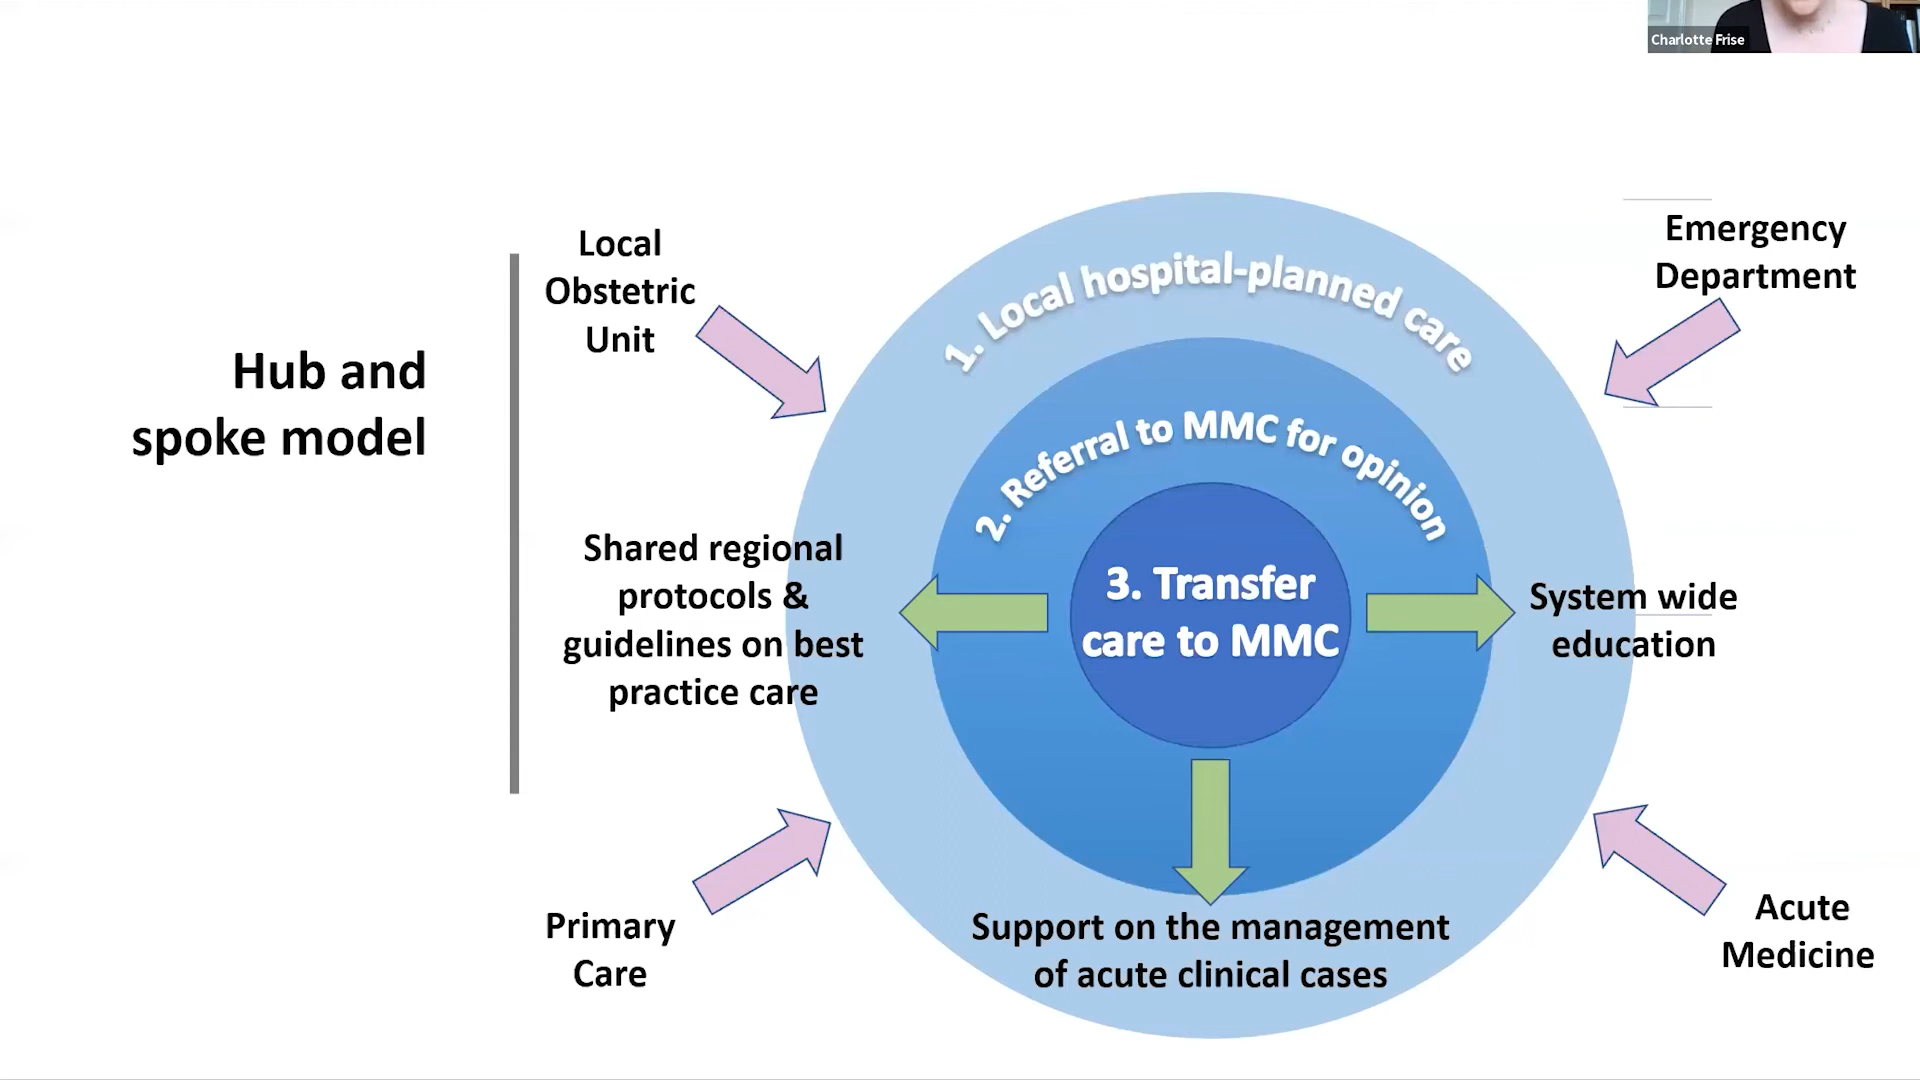 Charlotte Frise
Hub and
spoke model
Local
Obstetric
Unit
Emergency
Department
1. Local hospital-planned care
2. Referral to MMC for opinion
3. Transfer
care to MMC
Shared regional
protocols &
guidelines on best
practice care
System wide
education
Primary
Care
Support on the management
of acute clinical cases
Acute
Medicine